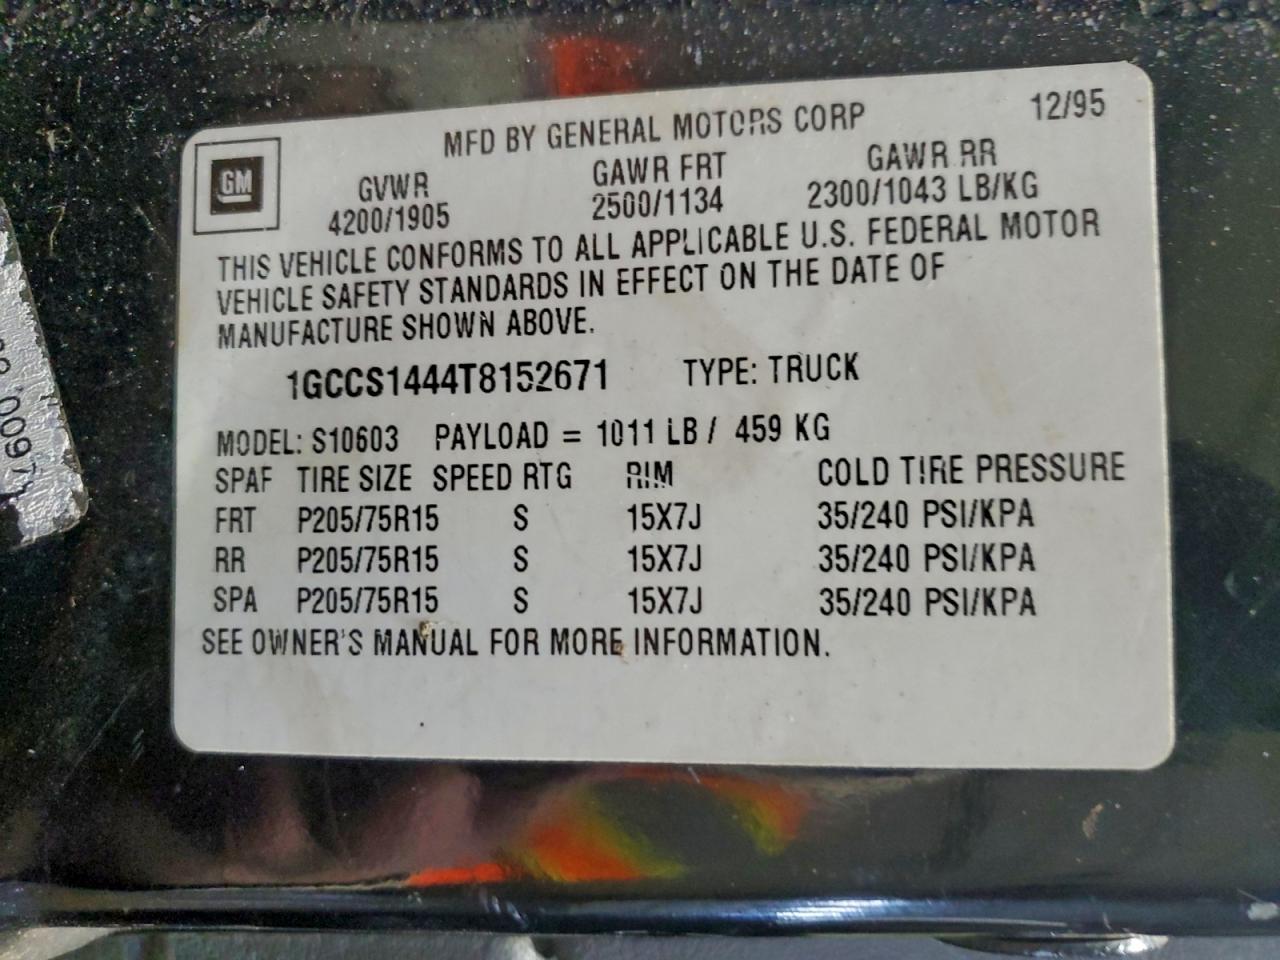 MFD BY GENERAL MOTORS CORP 12/95
GM
GVWR GAWR FRT GAWR RR
4200/1905 2500/1134 2300/1043 LB/KG
THIS VEHICLE CONFORMS TO ALL APPLICABLE U.S. FEDERAL MOTOR
VEHICLE SAFETY STANDARDS IN EFFECT ON THE DATE OF
MANUFACTURE SHOWN ABOVE.
1GCCS1444T8152671 TYPE: TRUCK
MODEL: S10603 PAYLOAD = 1011 LB / 459 KG
SPAF TIRE SIZE SPEED RTG RIM COLD TIRE PRESSURE
FRT P205/75R15 S 15X7J 35/240 PSI/KPA
RR P205/75R15 S 15X7J 35/240 PSI/KPA
SPA P205/75R15 S 15X7J 35/240 PSI/KPA
SEE OWNER'S MANUAL FOR MORE INFORMATION.